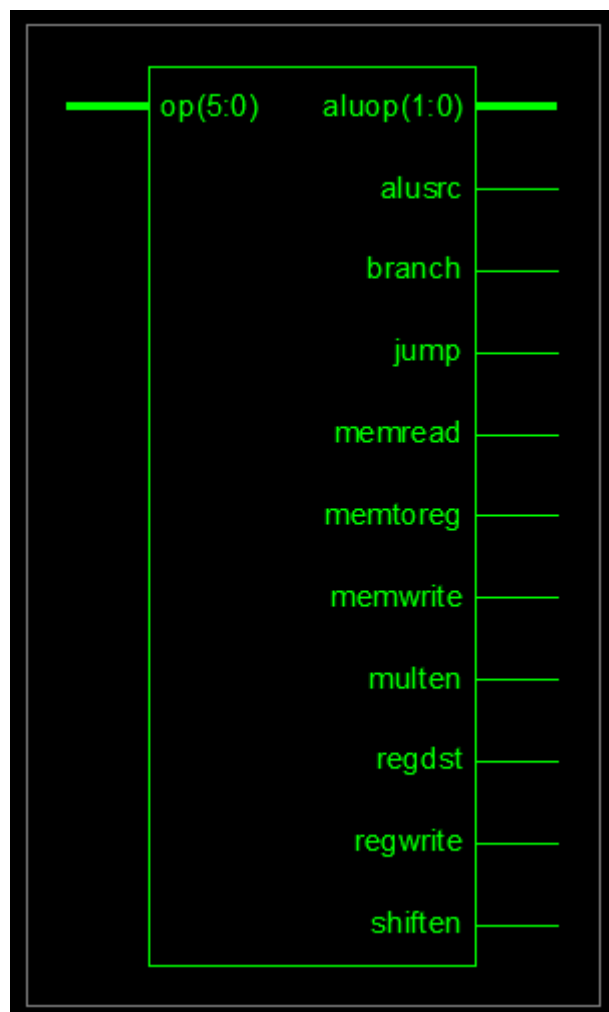 op(5:0) aluop(1:0)
alusrc
branch
jump
memread
memtoreg
memwrite
multen
regdst
regwrite
shiften